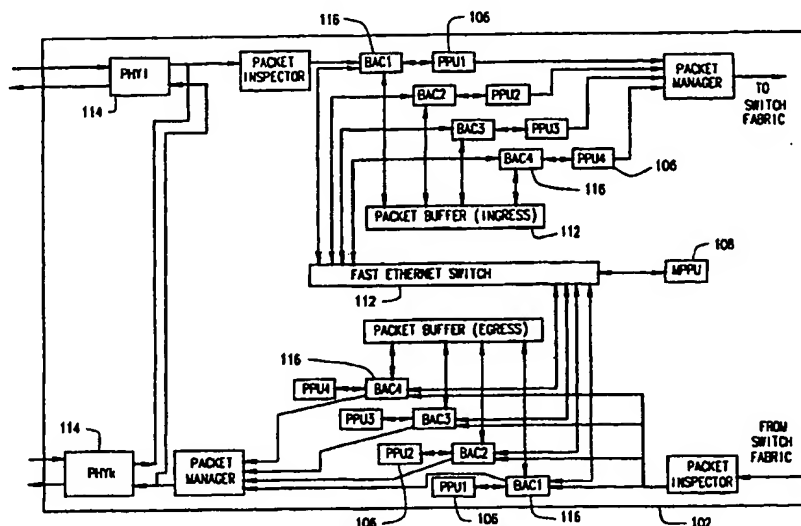 116
106
PHY1
114
PACKET
INSPECTOR
BAC1
PPU1
PACKET
MANAGER
TO
SWITCH
FABRIC
BAC2
PPU2
BAC3
PPU3
BAC4
PPU4
116
106
PACKET BUFFER (INGRESS)
112
FAST ETHERNET SWITCH
112
MPPU
108
PACKET BUFFER (EGRESS)
116
PPU4
BAC4
PPU3
BAC3
PPU2
BAC2
PPU1
BAC1
114
PHYk
PACKET
MANAGER
FROM
SWITCH
FABRIC
PACKET
INSPECTOR
106
106
116
102